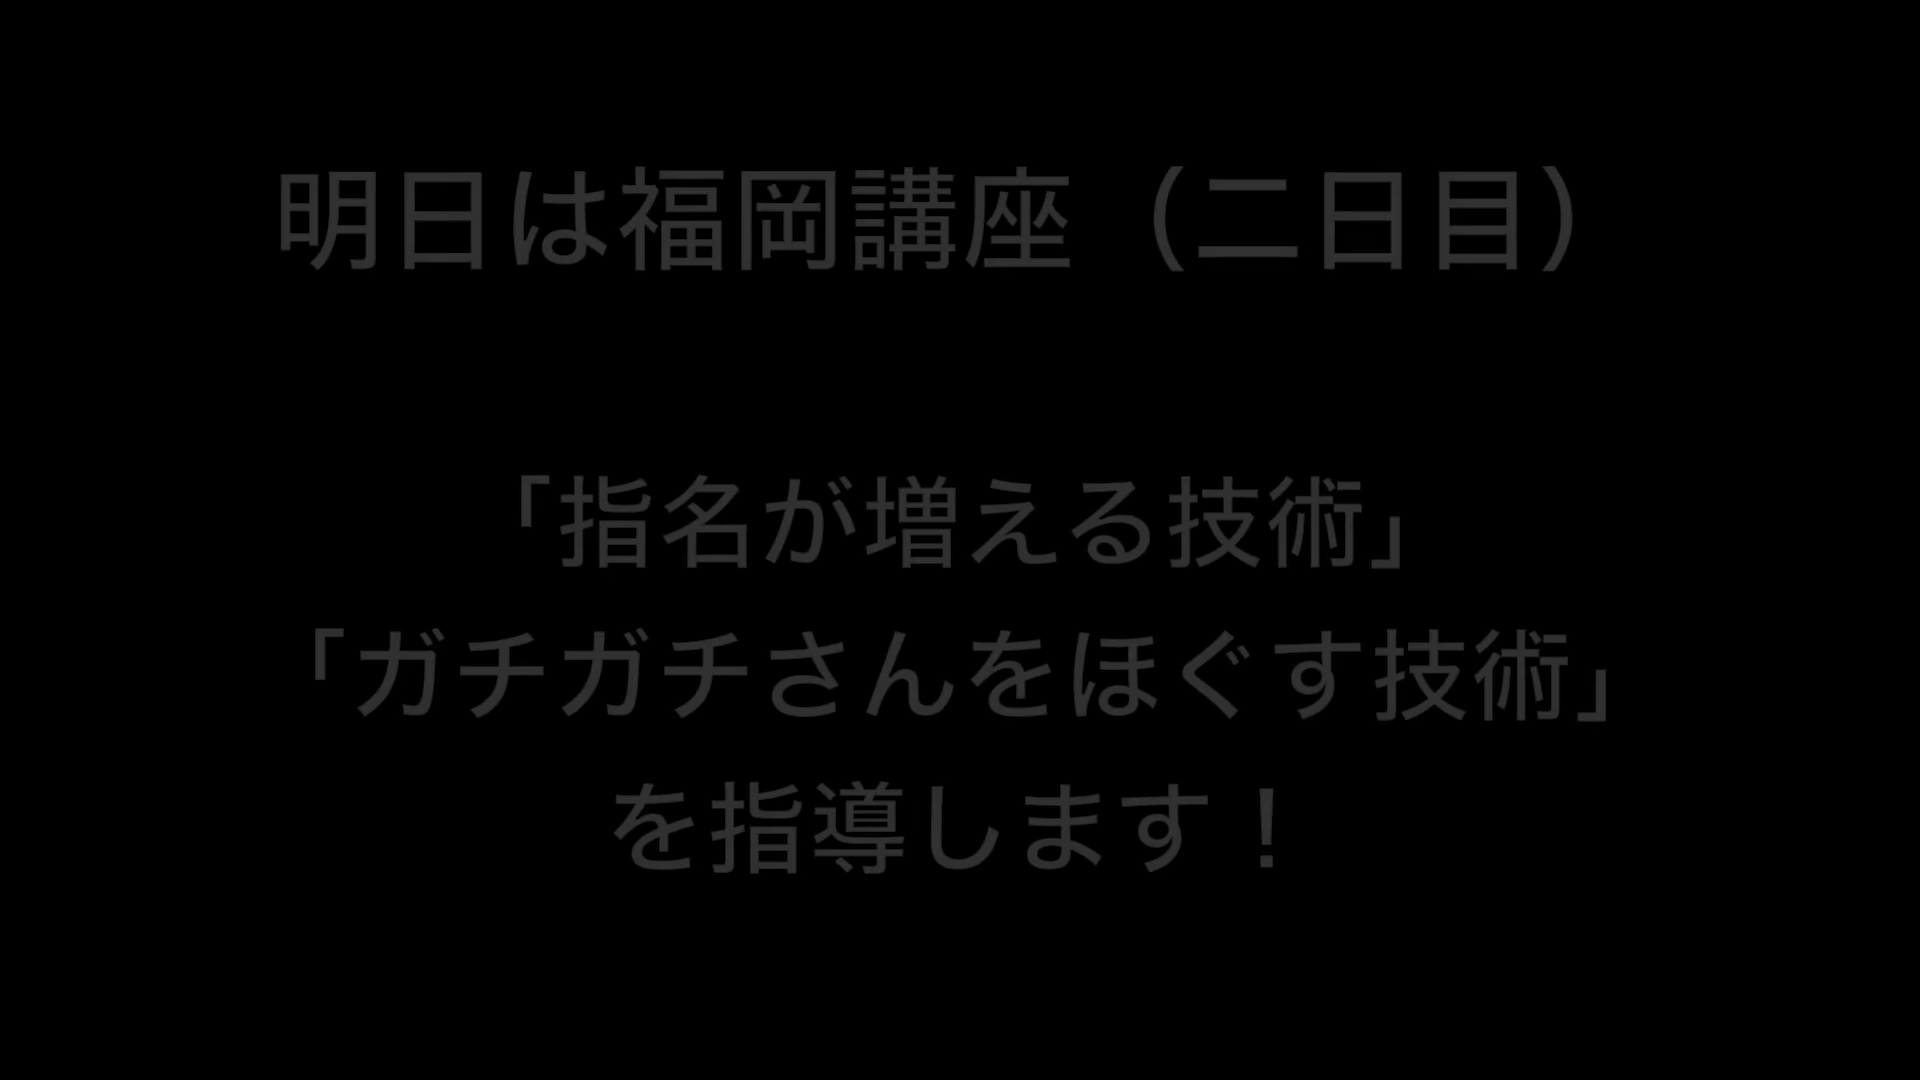 明日は福岡講座（二日目）
「指名が増える技術」
「ガチガチさんをほぐす技術」
を指導します！